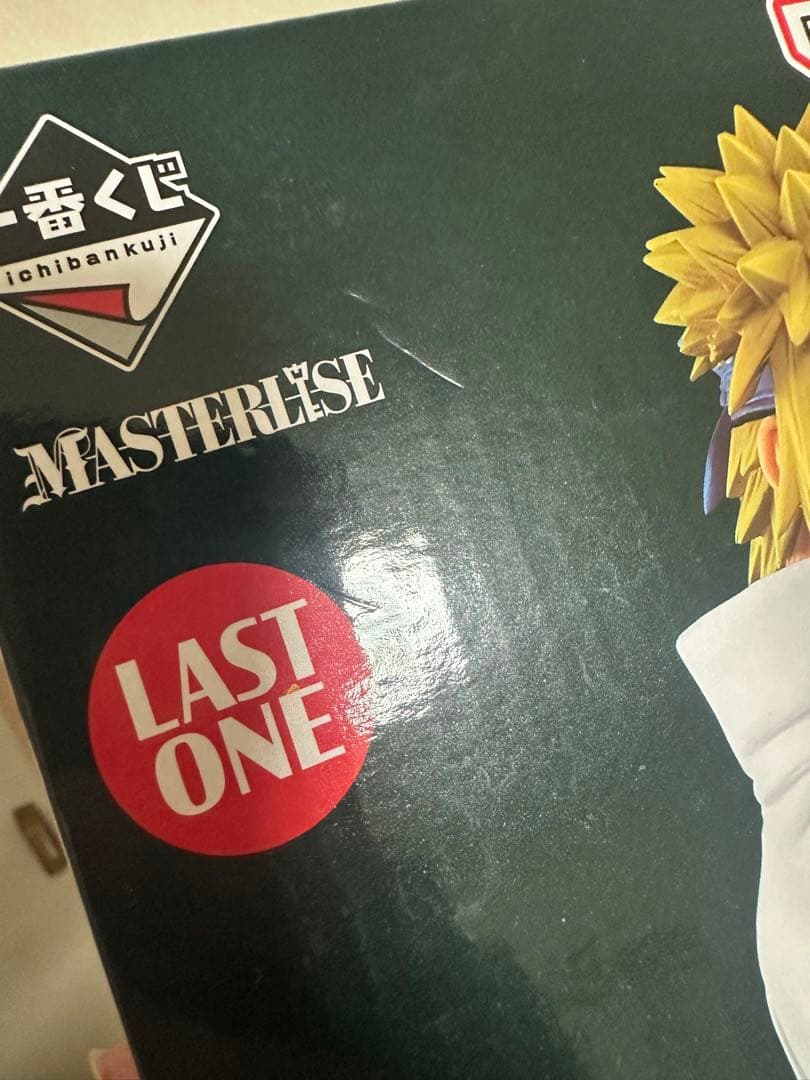 一番くじ
ichibankuji
MASTERLISE
LAST
ONE